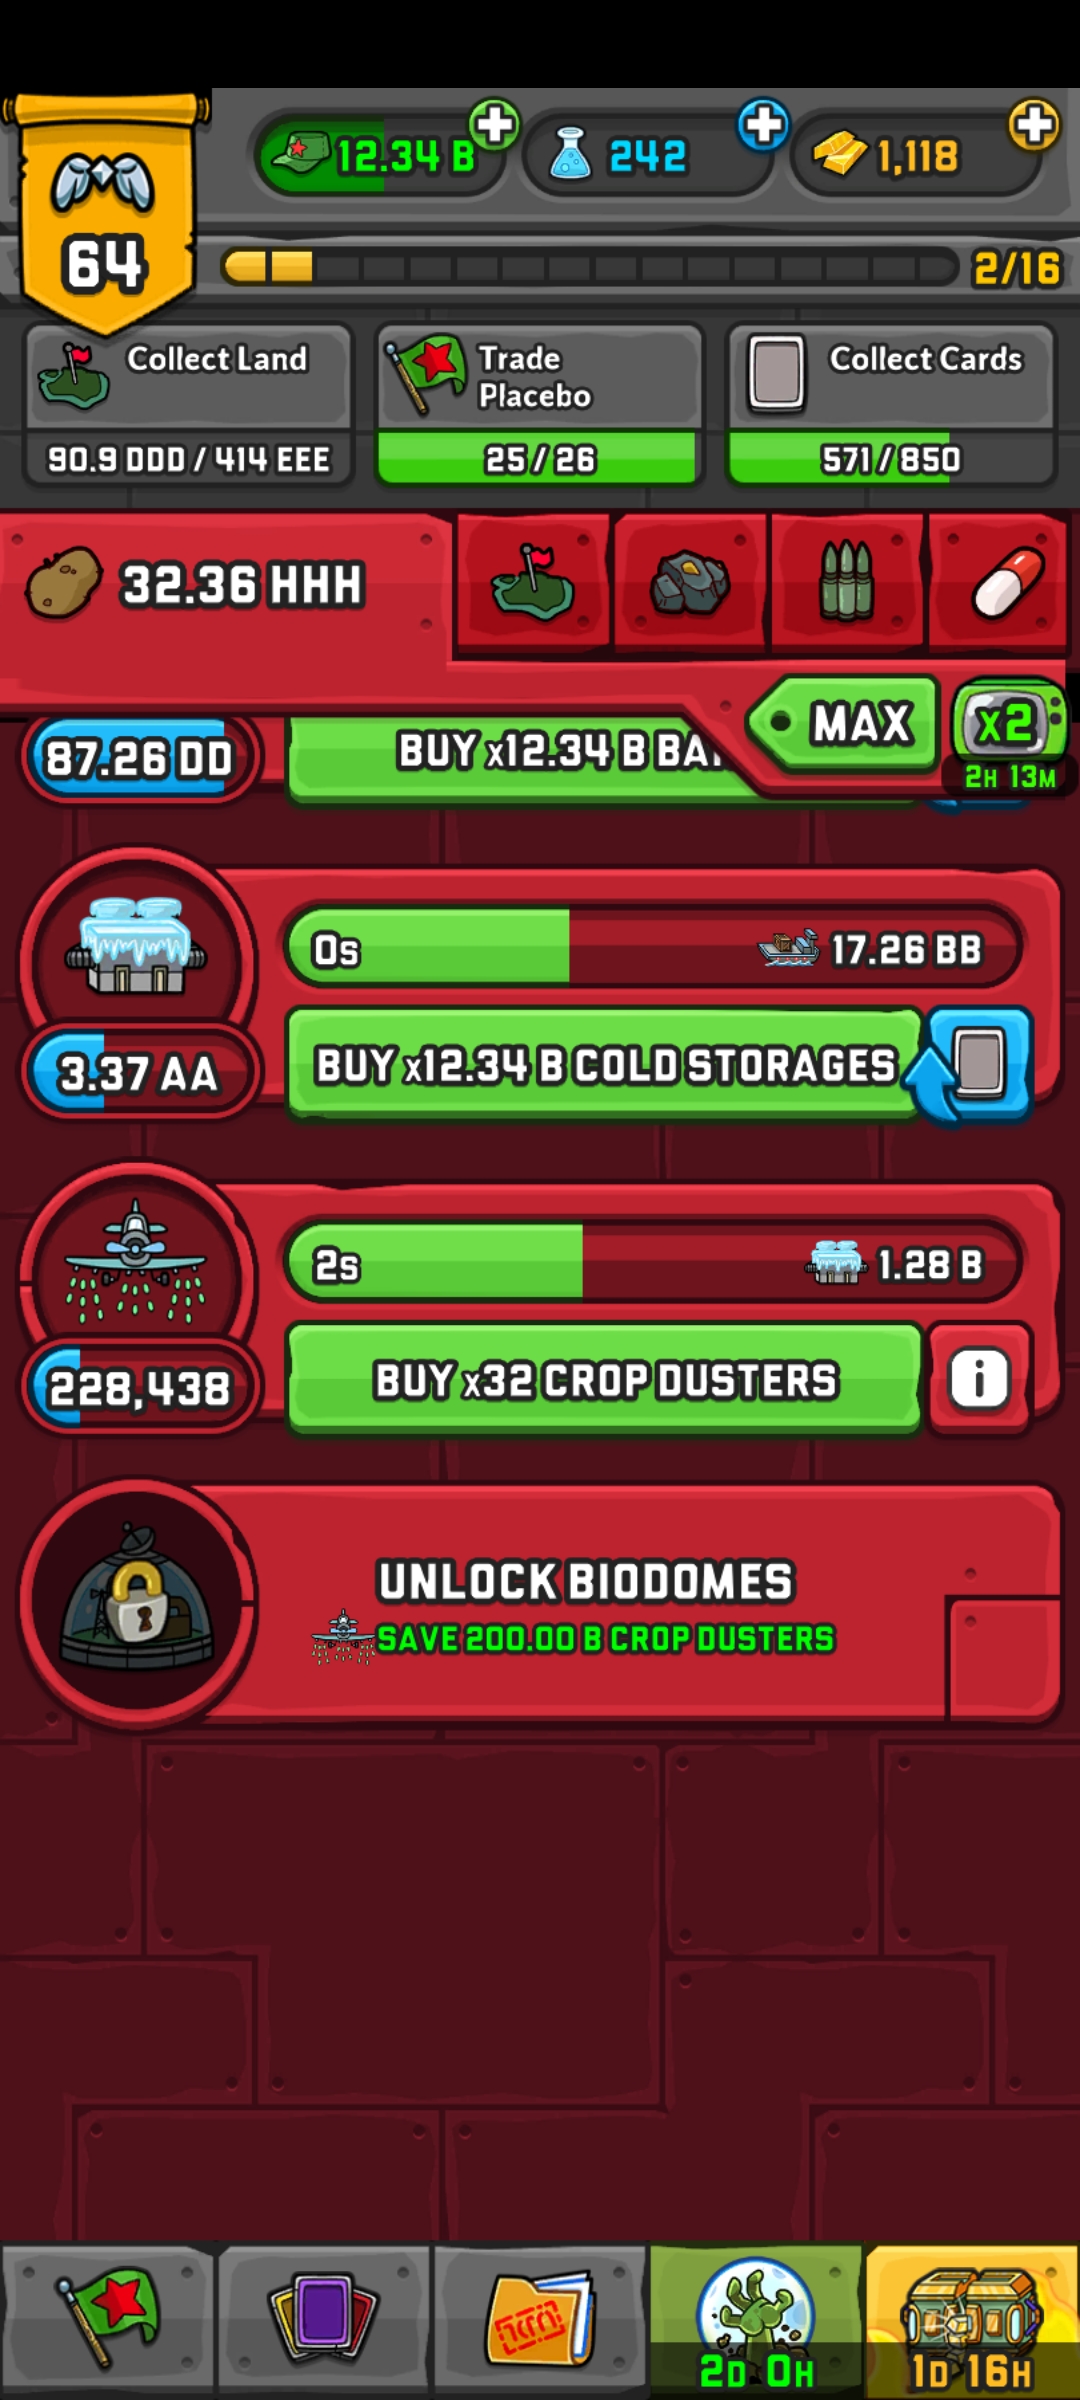 12.34 B
242
1,118
64
2/16
Collect Land
90.9 DDD / 414 EEE
Trade
Placebo
25 / 26
Collect Cards
571 / 850
32.36 HHH
MAX
x2
2H 13M
87.26 DD
BUY x12.34 B
0s
17.26 BB
3.37 AA
BUY x12.34 B COLD STORAGES
2s
1.28 B
228,438
BUY x32 CROP DUSTERS
i
UNLOCK BIODOMES
SAVE 200.00 B CROP DUSTERS
2D 0H
1D 16H